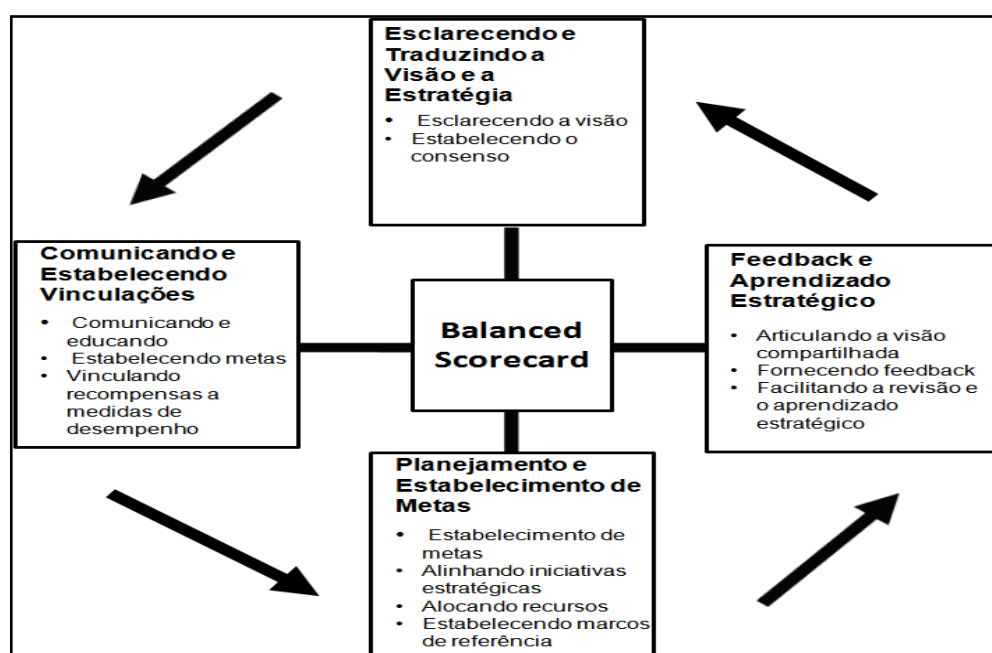 Esclarecendo e
Traduzindo a
Visão e a
Estratégia
• Esclarecendo a visão
• Estabelecendo o
consenso
Comunicando e
Estabelecendo
Vinculações
• Comunicando e
educando
• Estabelecendo metas
• Vinculando
recompensas a
medidas de
desempenho
Balanced
Scorecard
Feedback e
Aprendizado
Estratégico
• Articulando a visão
compartilhada
• Fornecendo feedback
• Facilitando a revisão e
o aprendizado
estratégico
Planejamento e
Estabelecimento de
Metas
• Estabelecimento de
metas
• Alinhando iniciativas
estratégicas
• Alocando recursos
• Estabelecendo marcos
de referência